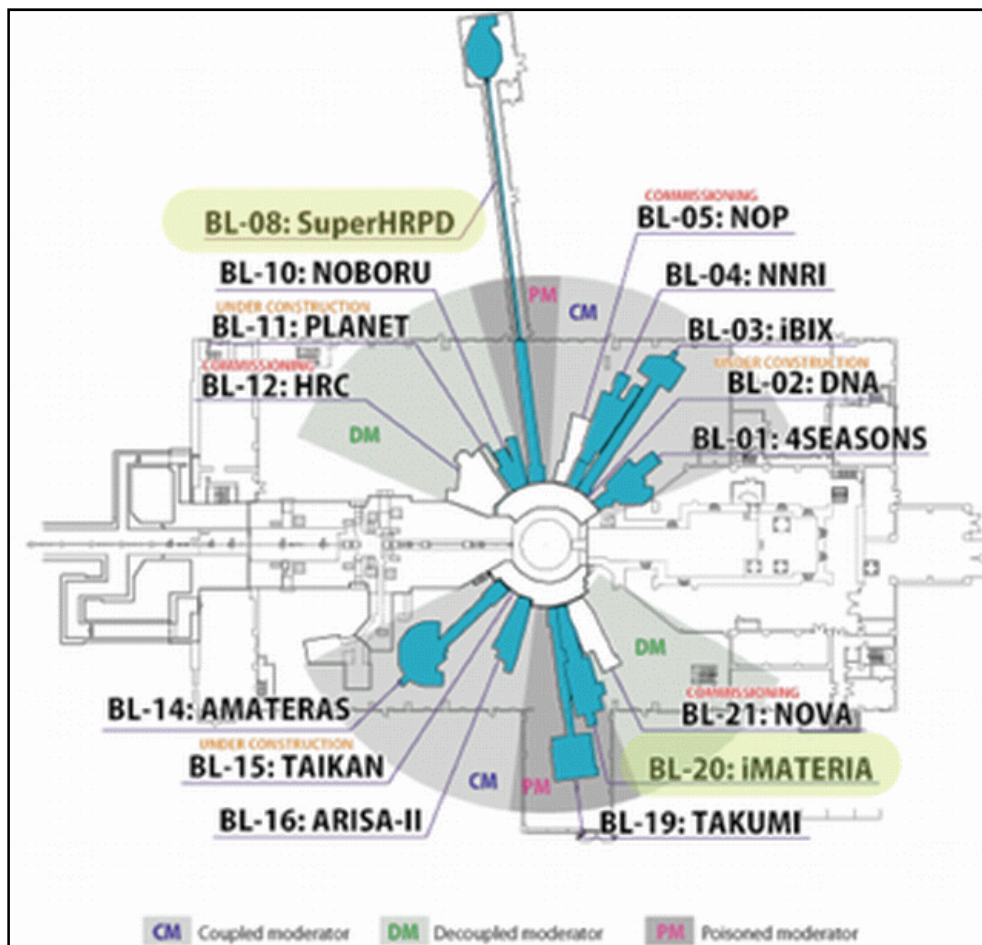 COMMISSIONING
BL-05: NOP
BL-08: SuperHRPD
BL-10: NOBORU
BL-04: NNRI
UNDER CONSTRUCTION
BL-11: PLANET
PM
CM
BL-03: iBIX
UNDER CONSTRUCTION
BL-02: DNA
COMMISSIONING
BL-12: HRC
DM
BL-01: 4SEASONS
DM
BL-14: AMATERAS
COMMISSIONING
BL-21: NOVA
UNDER CONSTRUCTION
BL-15: TAIKAN
CM
PM
BL-20: iMATERIA
BL-16: ARISA-II
BL-19: TAKUMI
CM Coupled moderator
DM Decoupled moderator
PM Poisoned moderator